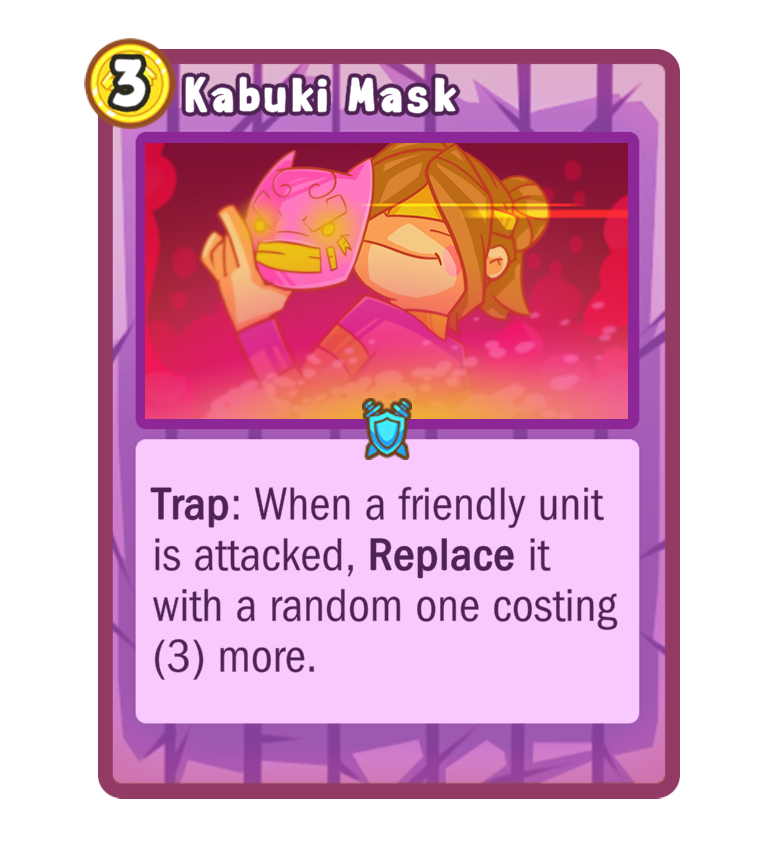 3
Kabuki Mask
Trap: When a friendly unit
is attacked, Replace it
with a random one costing
(3) more.